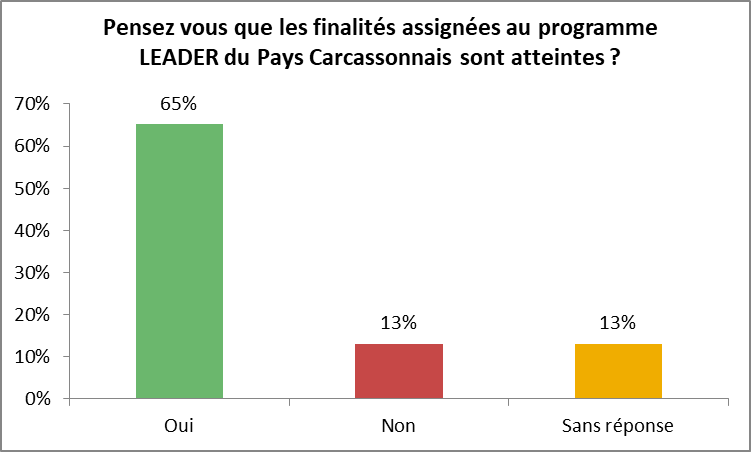 Pensez vous que les finalités assignées au programme
LEADER du Pays Carcassonnais sont atteintes ?
70%
60%
50%
40%
30%
20%
10%
0%
65%
13%
13%
Oui
Non
Sans réponse